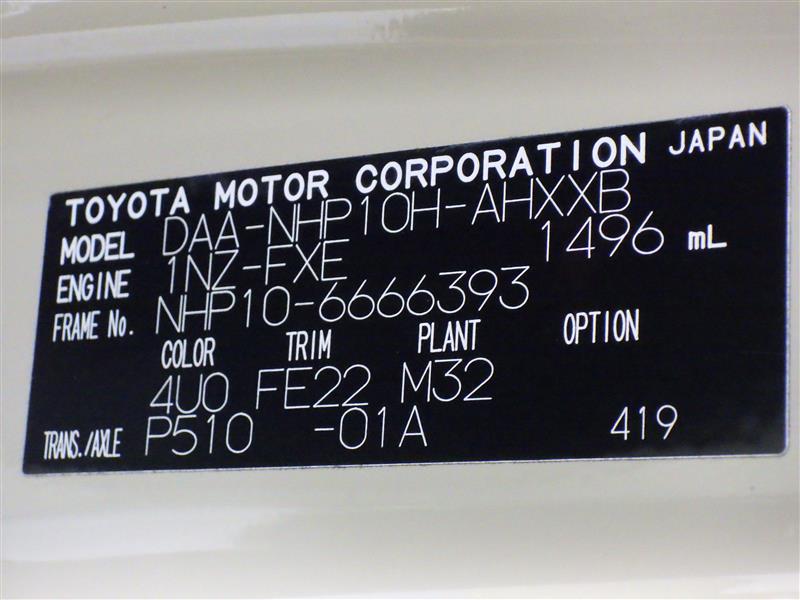 TOYOTA MOTOR CORPORATION JAPAN
MODEL DAA-NHP10H-AHXXB
ENGINE 1NZ-FXE 1496 mL
FRAME No. NHP10-6666393
COLOR TRIM PLANT OPTION
4U0 FE22 M32
TRANS./AXLE P510 -01A 419